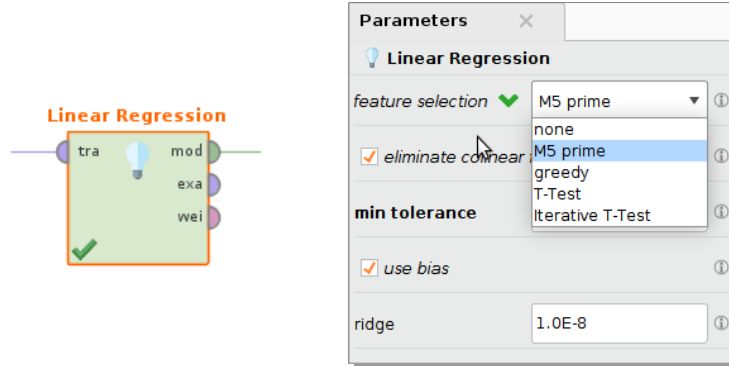 Linear Regression
tra
mod
exa
wei
Parameters
Linear Regression
feature selection
M5 prime
none
M5 prime
greedy
T-Test
Iterative T-Test
eliminate colinear
min tolerance
use bias
ridge
1.0E-8